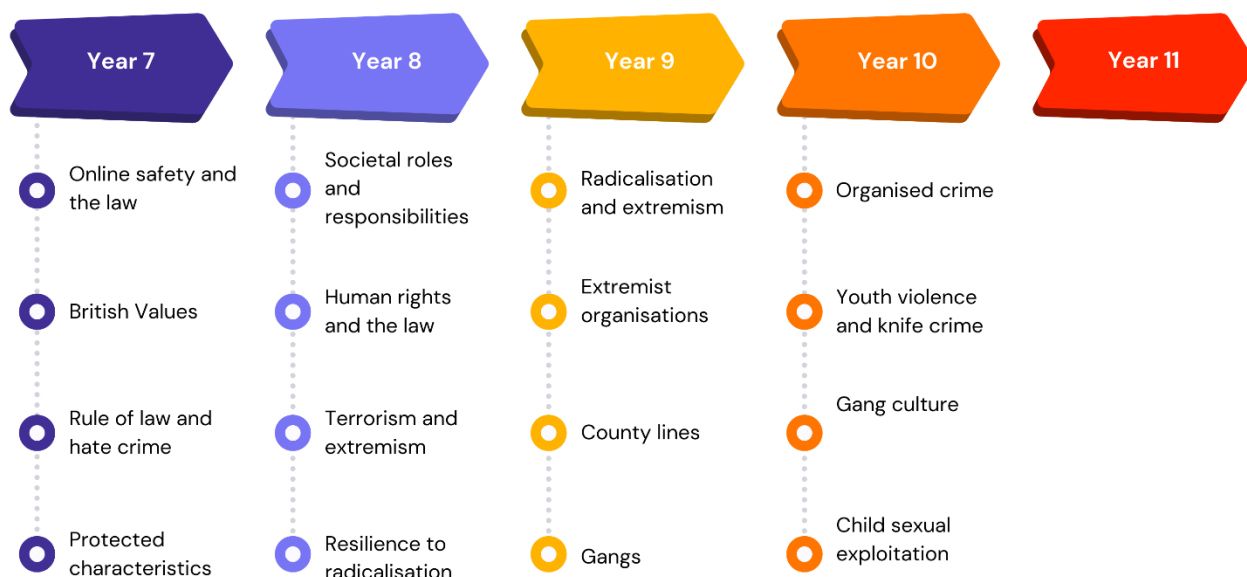 Year 7
Year 8
Year 9
Year 10
Year 11
Online safety and
the law
British Values
Rule of law and
hate crime
Protected
characteristics
Societal roles
and
responsibilities
Human rights
and the law
Terrorism and
extremism
Resilience to
radicalisation
Radicalisation
and extremism
Extremist
organisations
County lines
Gangs
Organised crime
Youth violence
and knife crime
Gang culture
Child sexual
exploitation